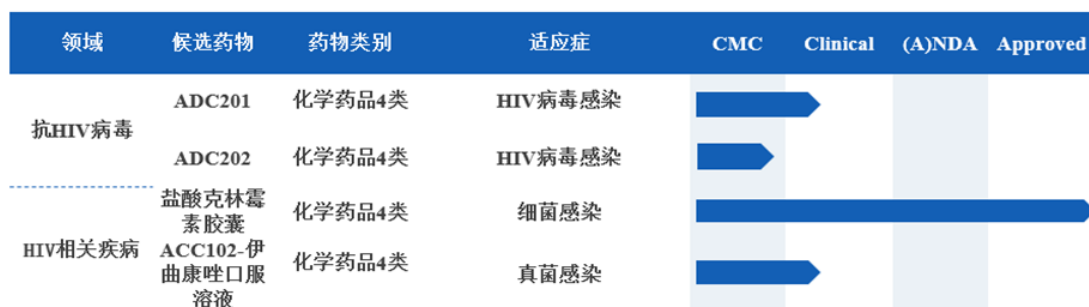 领域 候选药物 药物类别 适应症 CMC Clinical (A)NDA Approved
抗HIV病毒
ADC201 化学药品4类 HIV病毒感染
ADC202 化学药品4类 HIV病毒感染
HIV相关疾病
盐酸克林霉
素胶囊
化学药品4类 细菌感染
ACC102-伊
曲康唑口服
溶液
化学药品4类 真菌感染